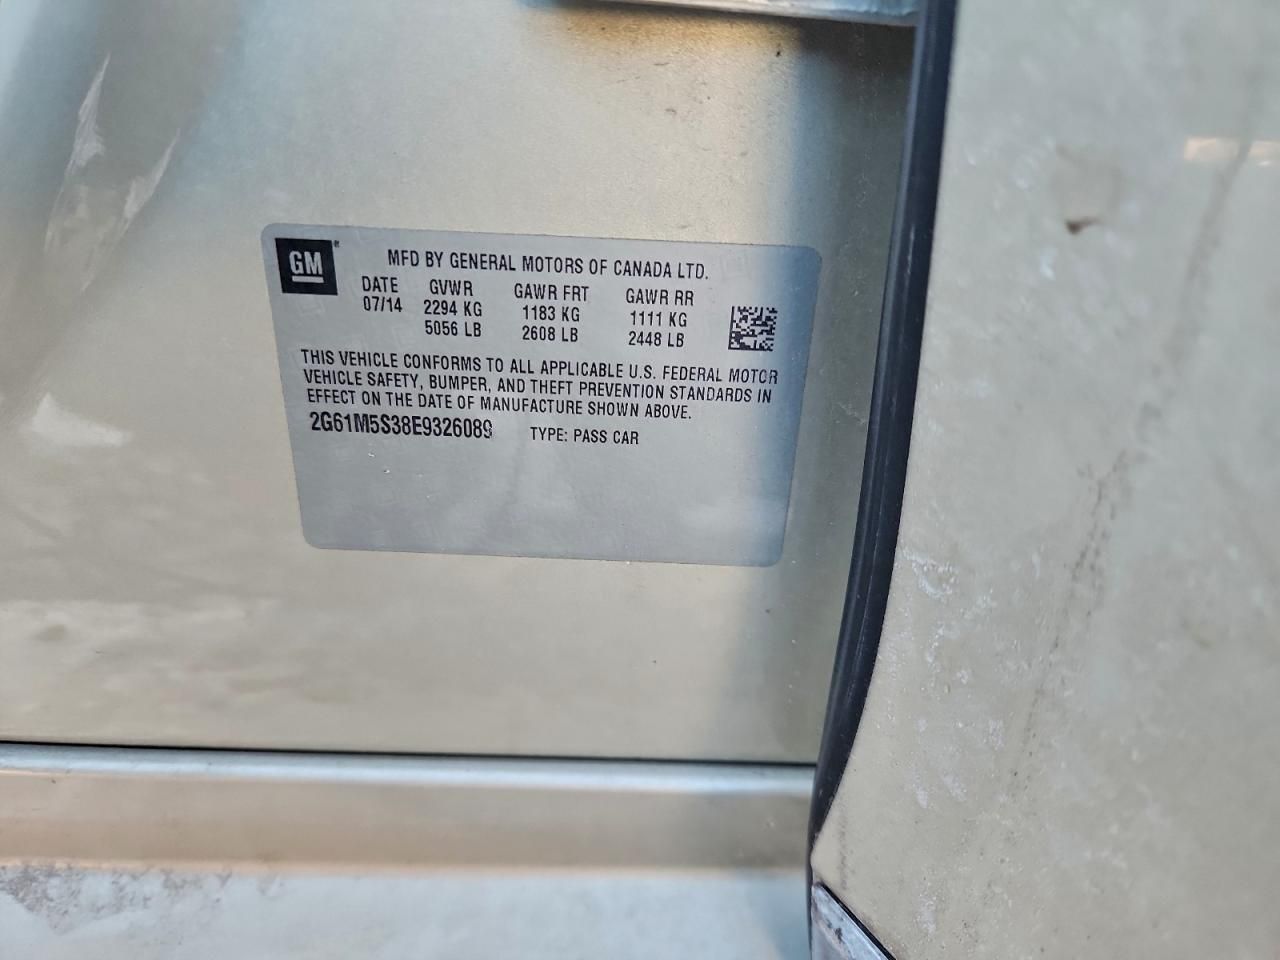 GM®
MFD BY GENERAL MOTORS OF CANADA LTD.
DATE GVWR GAWR FRT GAWR RR
07/14 2294 KG 1183 KG 1111 KG
5056 LB 2608 LB 2448 LB
THIS VEHICLE CONFORMS TO ALL APPLICABLE U.S. FEDERAL MOTOR
VEHICLE SAFETY, BUMPER, AND THEFT PREVENTION STANDARDS IN
EFFECT ON THE DATE OF MANUFACTURE SHOWN ABOVE.
2G61M5S38E9326089 TYPE: PASS CAR